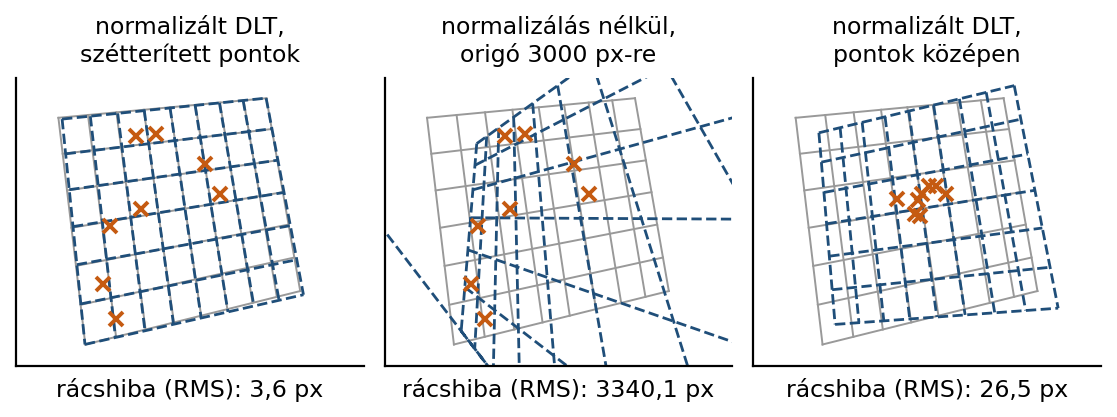 normalizált DLT,
szétterített pontok
normalizálás nélkül,
origó 3000 px-re
normalizált DLT,
pontok középen
rácshiba (RMS): 3,6 px
rácshiba (RMS): 3340,1 px
rácshiba (RMS): 26,5 px